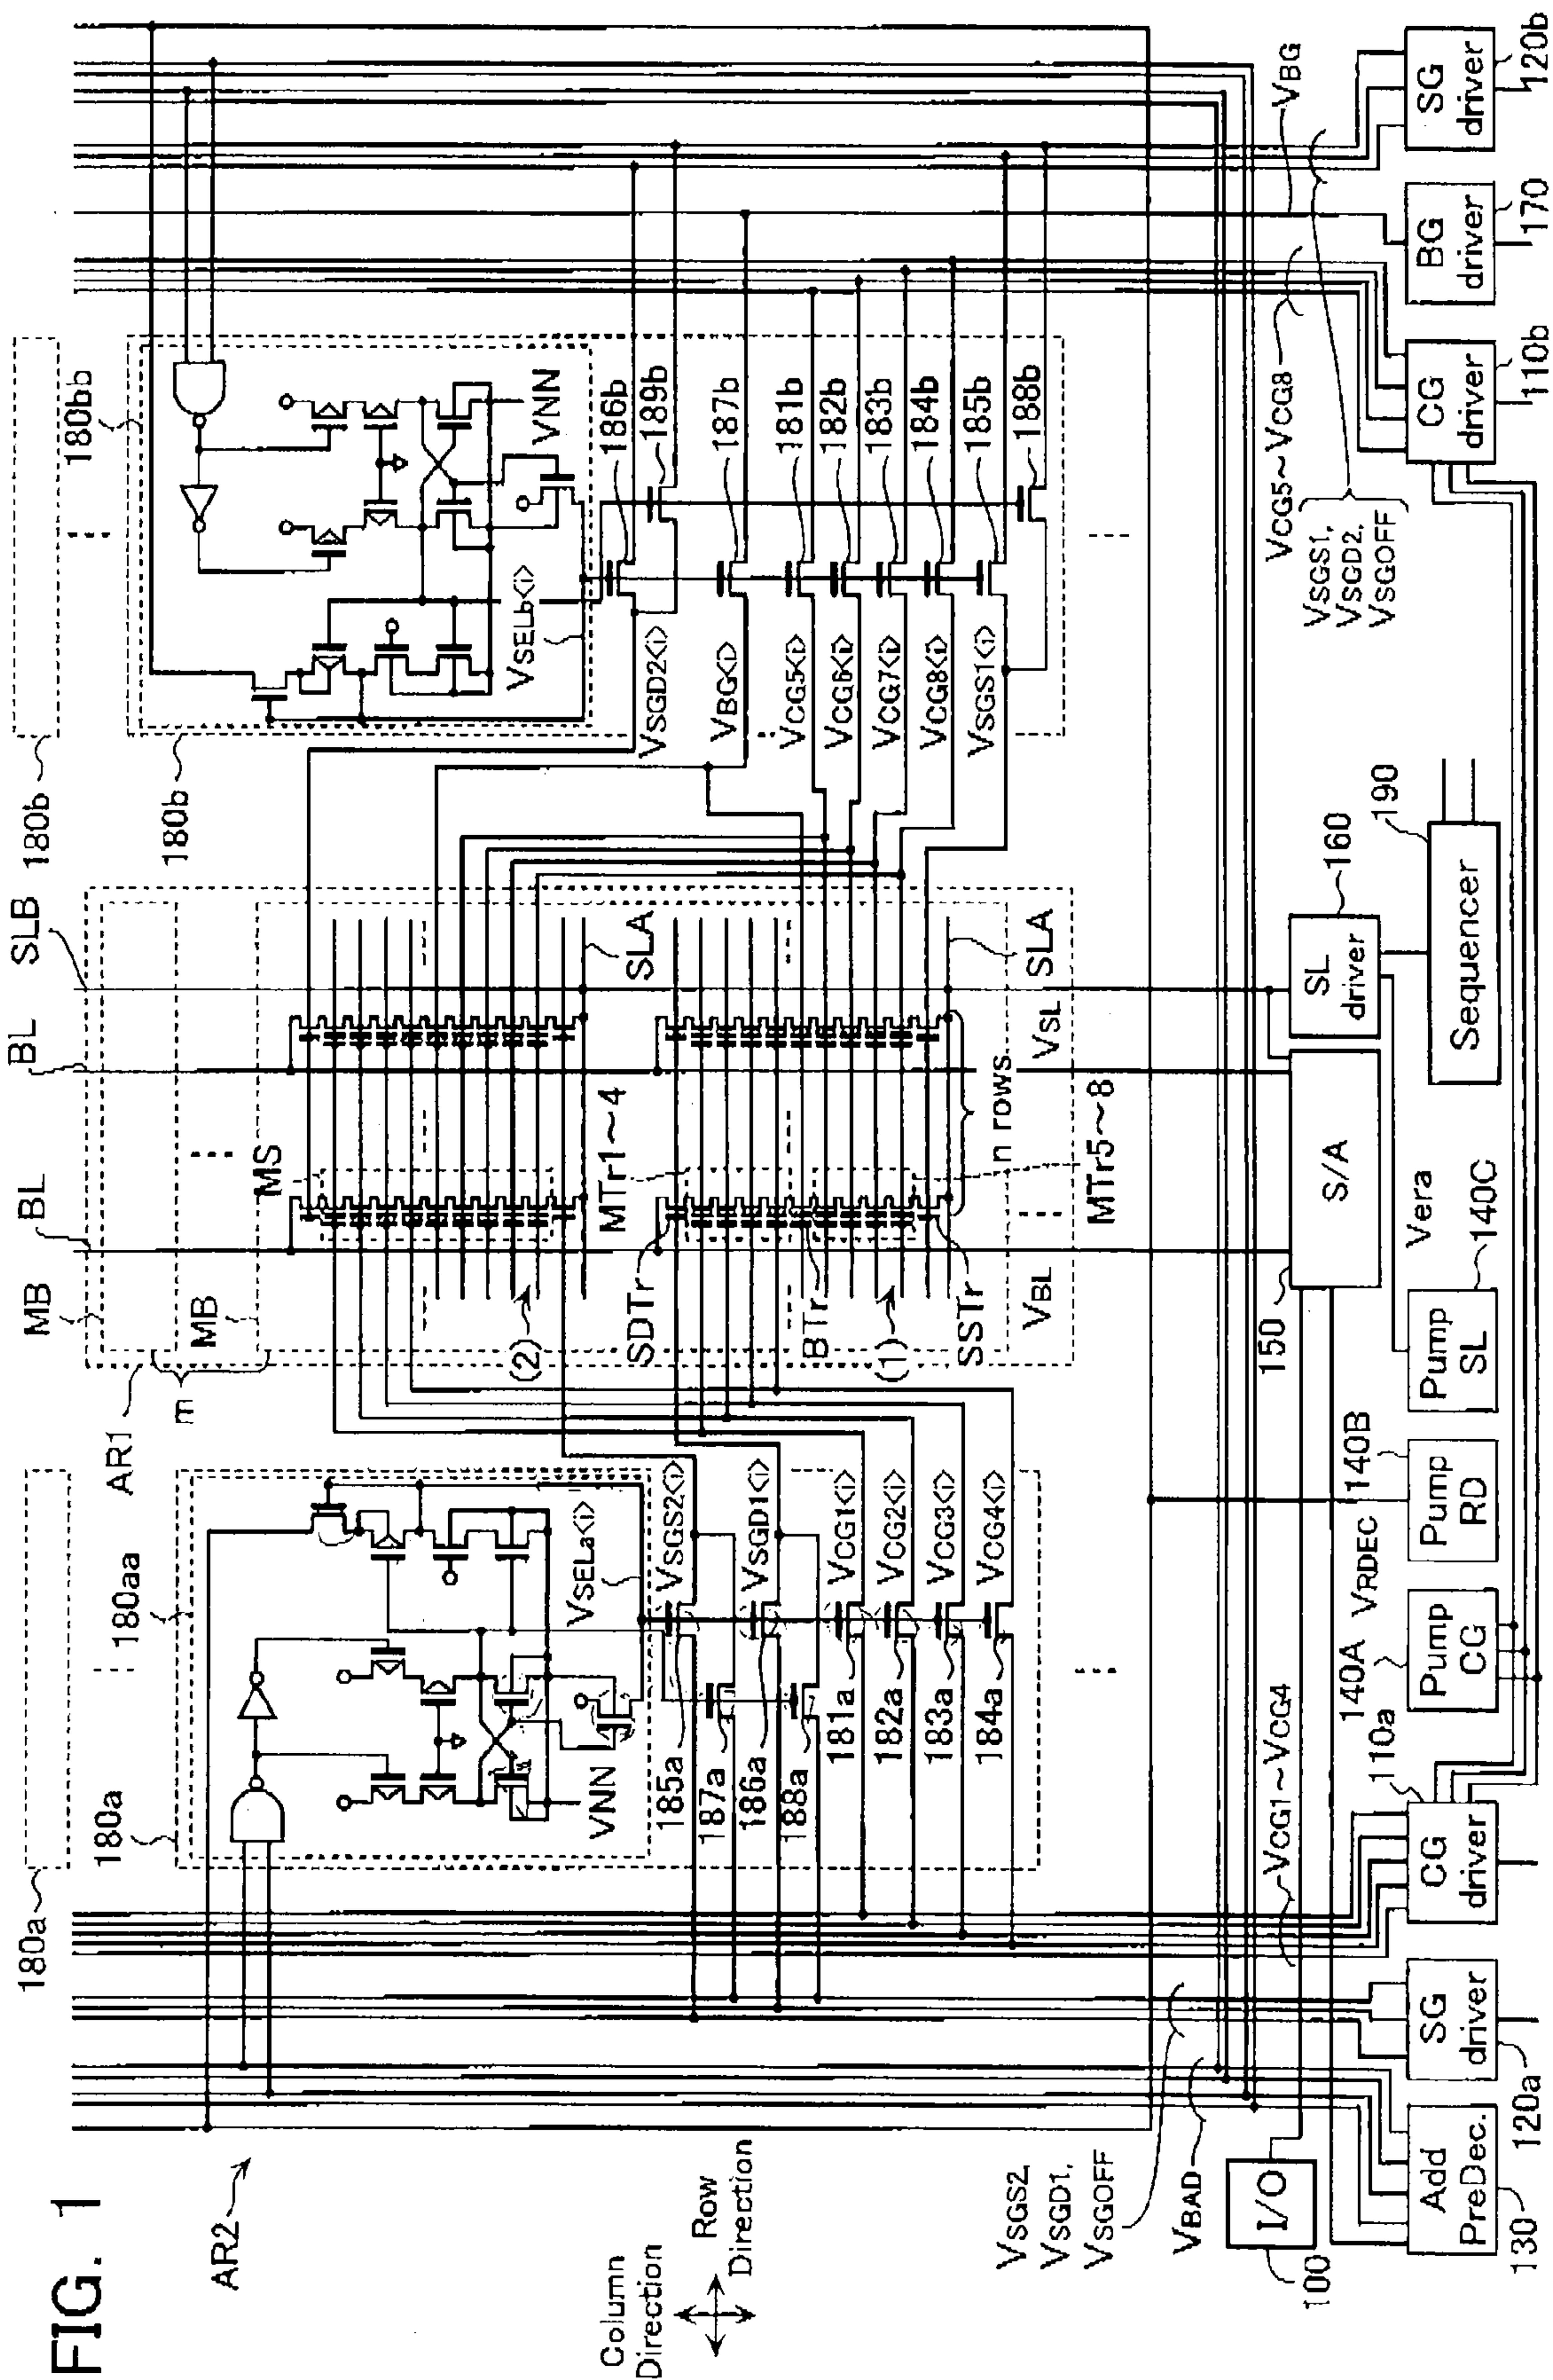 FIG. 1
AR2
Column
Direction
Row
Direction
180a
180a
180aa
VNN
VSELa<i>
185a
187a
186a
188a
181a
182a
183a
184a
VSGS2<i>
VSGD1<i>
VCG1<i>
VCG2<i>
VCG3<i>
VCG4<i>
AR1
m
MB
MB
BL
BL
SLB
MS
MTr1~4
(2)
SDTr
BTr
(1)
SSTr
MTr5~8
n rows
SLA
SLA
VBL
VSL
180b
180b
180bb
VNN
VSELb<i>
186b
189b
187b
181b
182b
183b
184b
185b
188b
VSGD2<i>
VBG<i>
VCG5<i>
VCG6<i>
VCG7<i>
VCG8<i>
VSGS1<i>
VSGS2,
VSGD1,
VSGOFF
VBAD
VCG1~VCG4
VCG5~VCG8
VBG
VSGS1,
VSGD2,
VSGOFF
I/O
100
Add
PreDec.
130
SG
driver
120a
CG
driver
110a
Pump
CG
140A
VRDEC
Pump
RD
140B
Pump
SL
140C
Vera
S/A
150
SL
driver
160
Sequencer
190
CG
driver
110b
BG
driver
170
SG
driver
120b